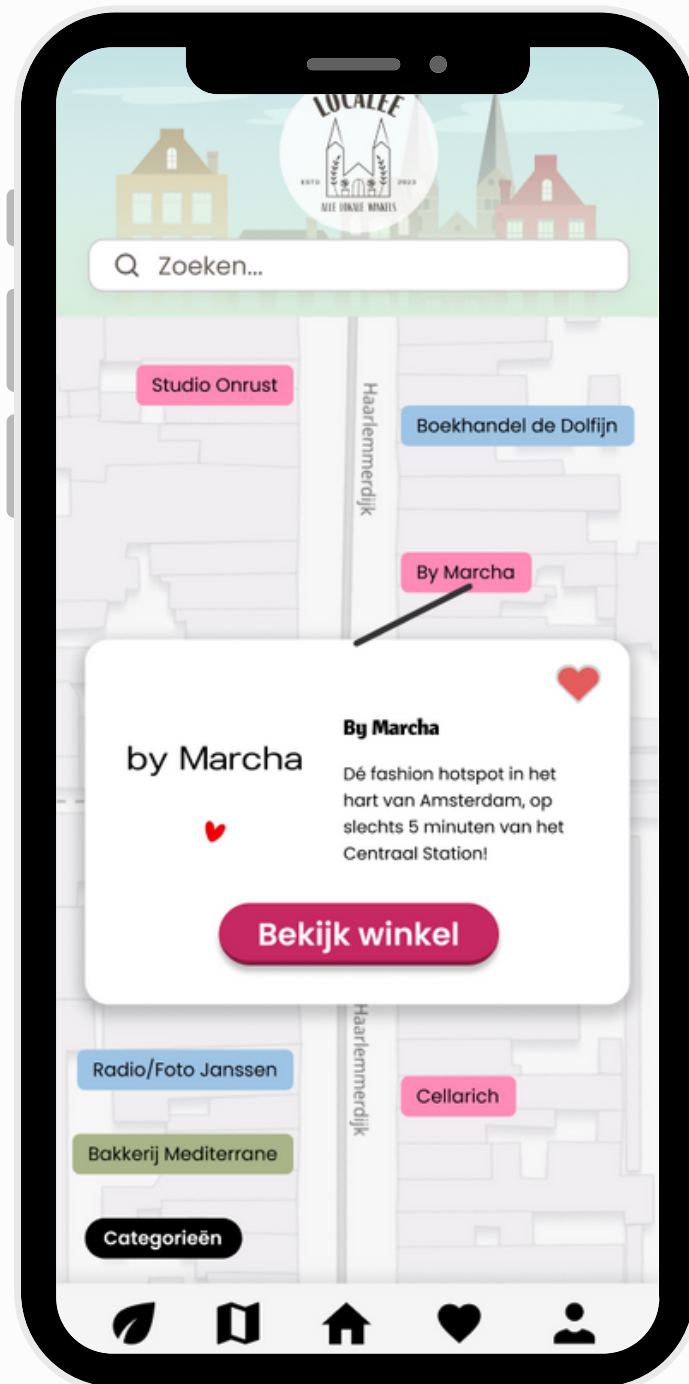 LOCALEE
ESTD 2023
ALLE LOKALE WINKELS
Zoeken...
Studio Onrust
Haarlemmerdijk
Boekhandel de Dolfijn
By Marcha
by Marcha
By Marcha
Dé fashion hotspot in het
hart van Amsterdam, op
slechts 5 minuten van het
Centraal Station!
Bekijk winkel
Haarlemmerdijk
Radio/Foto Janssen
Cellarich
Bakkerij Mediterrane
Categorieën